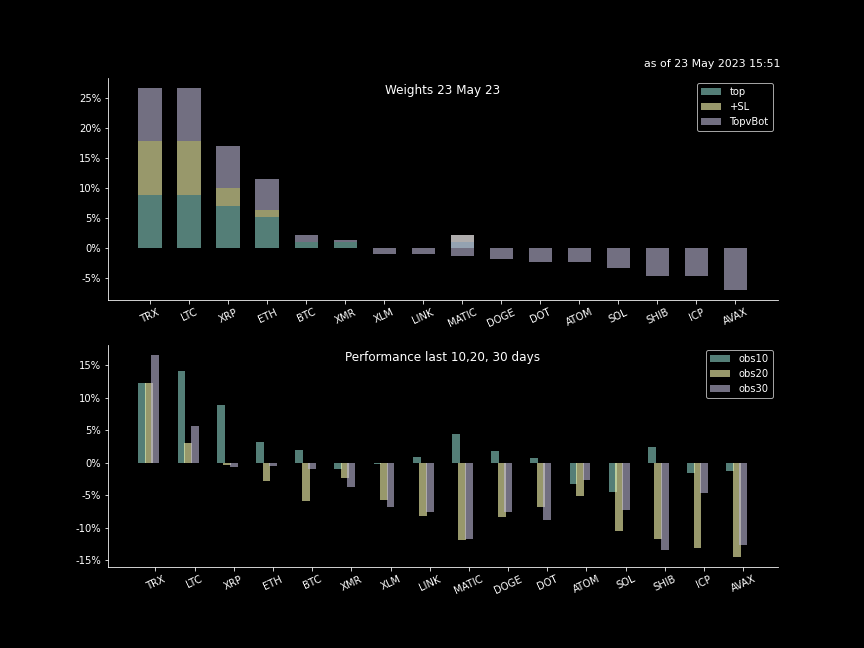 as of 23 May 2023 15:51
Weights 23 May 23
top
+SL
TopvBot
25%
20%
15%
10%
5%
0%
-5%
TRX LTC XRP ETH BTC XMR XLM LINK MATIC DOGE DOT ATOM SOL SHIB ICP AVAX
Performance last 10,20, 30 days
obs10
obs20
obs30
15%
10%
5%
0%
-5%
-10%
-15%
TRX LTC XRP ETH BTC XMR XLM LINK MATIC DOGE DOT ATOM SOL SHIB ICP AVAX